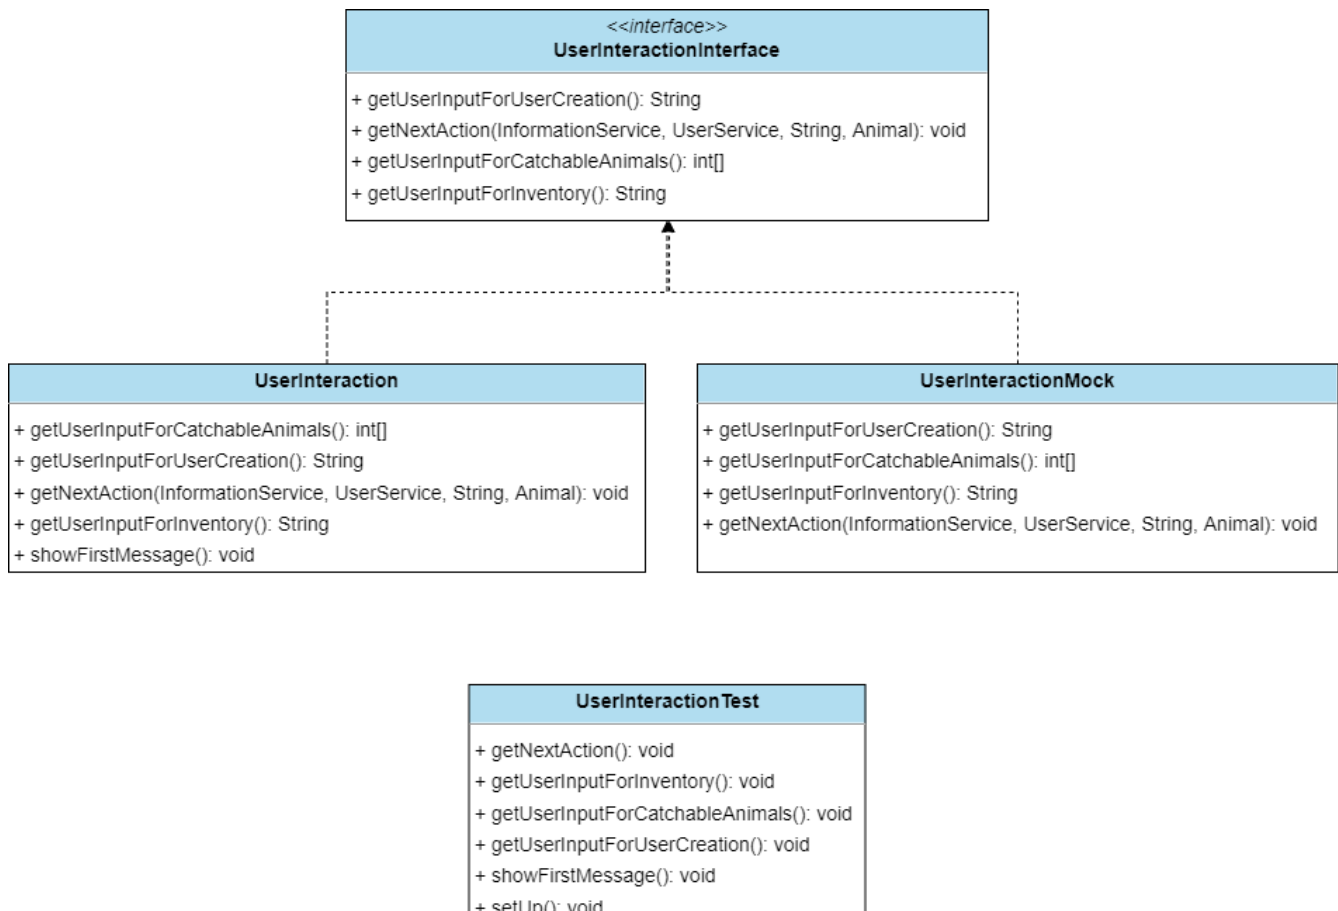 <<interface>>
UserInteractionInterface
+ getUserInputForUserCreation(): String
+ getNextAction(InformationService, UserService, String, Animal): void
+ getUserInputForCatchableAnimals(): int[]
+ getUserInputForInventory(): String
UserInteraction
+ getUserInputForCatchableAnimals(): int[]
+ getUserInputForUserCreation(): String
+ getNextAction(InformationService, UserService, String, Animal): void
+ getUserInputForInventory(): String
+ showFirstMessage(): void
UserInteractionMock
+ getUserInputForUserCreation(): String
+ getUserInputForCatchableAnimals(): int[]
+ getUserInputForInventory(): String
+ getNextAction(InformationService, UserService, String, Animal): void
UserInteractionTest
+ getNextAction(): void
+ getUserInputForInventory(): void
+ getUserInputForCatchableAnimals(): void
+ getUserInputForUserCreation(): void
+ showFirstMessage(): void
+ setUp(): void